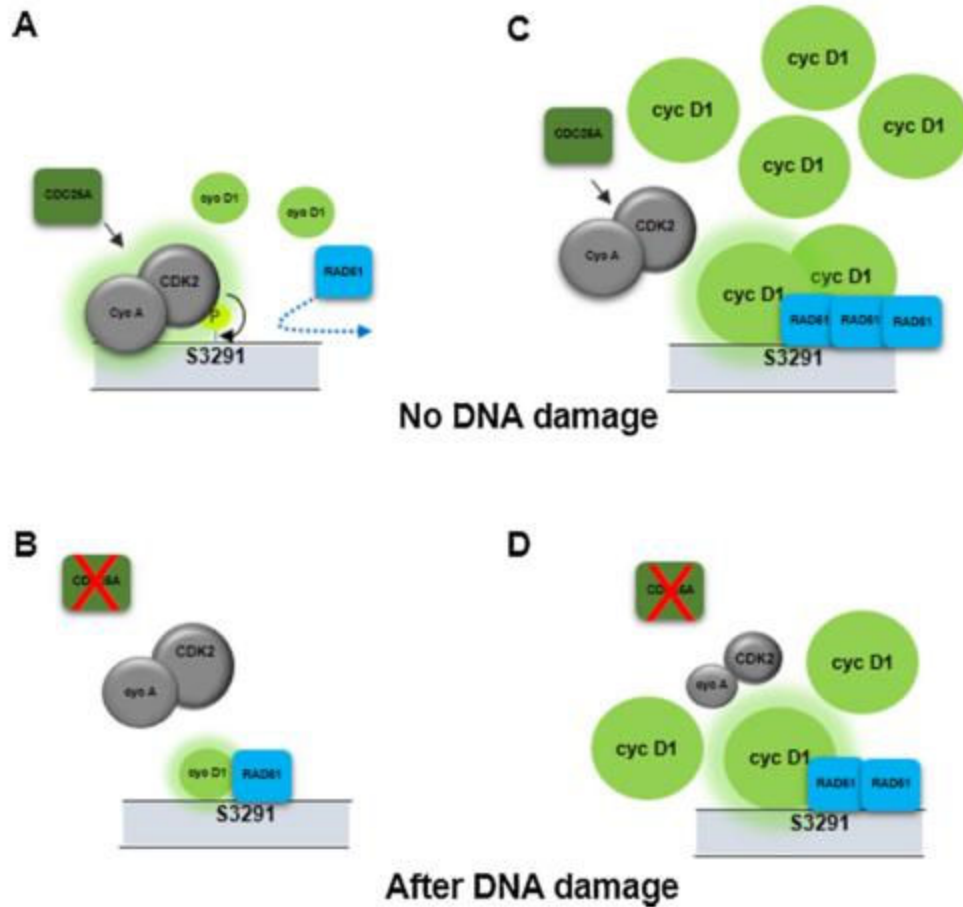 A
CDC25A
cyc D1
cyc D1
RAD51
CDK2
Cyc A
P
S3291
C
cyc D1
cyc D1
cyc D1
cyc D1
CDC25A
CDK2
Cyc A
cyc D1
cyc D1
RAD51 RAD51 RAD51
S3291
No DNA damage
B
CDK2
cyc A
cyc D1
RAD51
S3291
D
CDK2
cyc A
cyc D1
cyc D1
cyc D1
RAD51 RAD51
S3291
After DNA damage